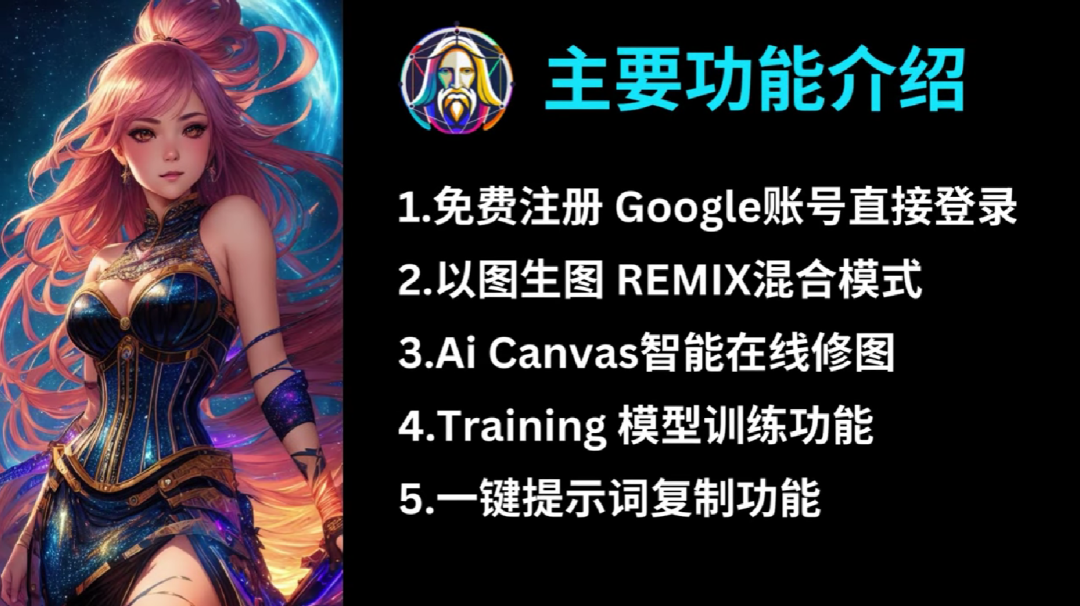 主要功能介绍
1.免费注册 Google账号直接登录
2.以图生图 REMIX混合模式
3.Ai Canvas智能在线修图
4.Training 模型训练功能
5.一键提示词复制功能